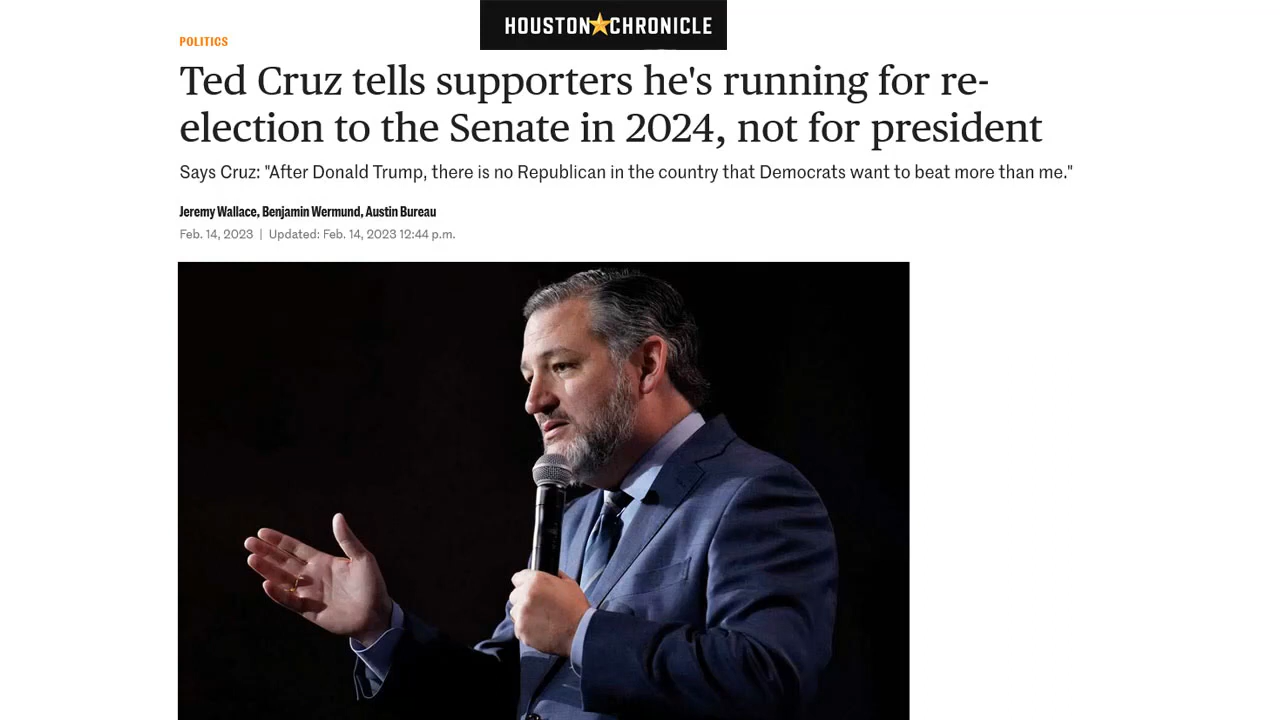 HOUSTON CHRONICLE
POLITICS
Ted Cruz tells supporters he's running for re-
election to the Senate in 2024, not for president
Says Cruz: "After Donald Trump, there is no Republican in the country that Democrats want to beat more than me."
Jeremy Wallace, Benjamin Wermund, Austin Bureau
Feb. 14, 2023 | Updated: Feb. 14, 2023 12:44 p.m.